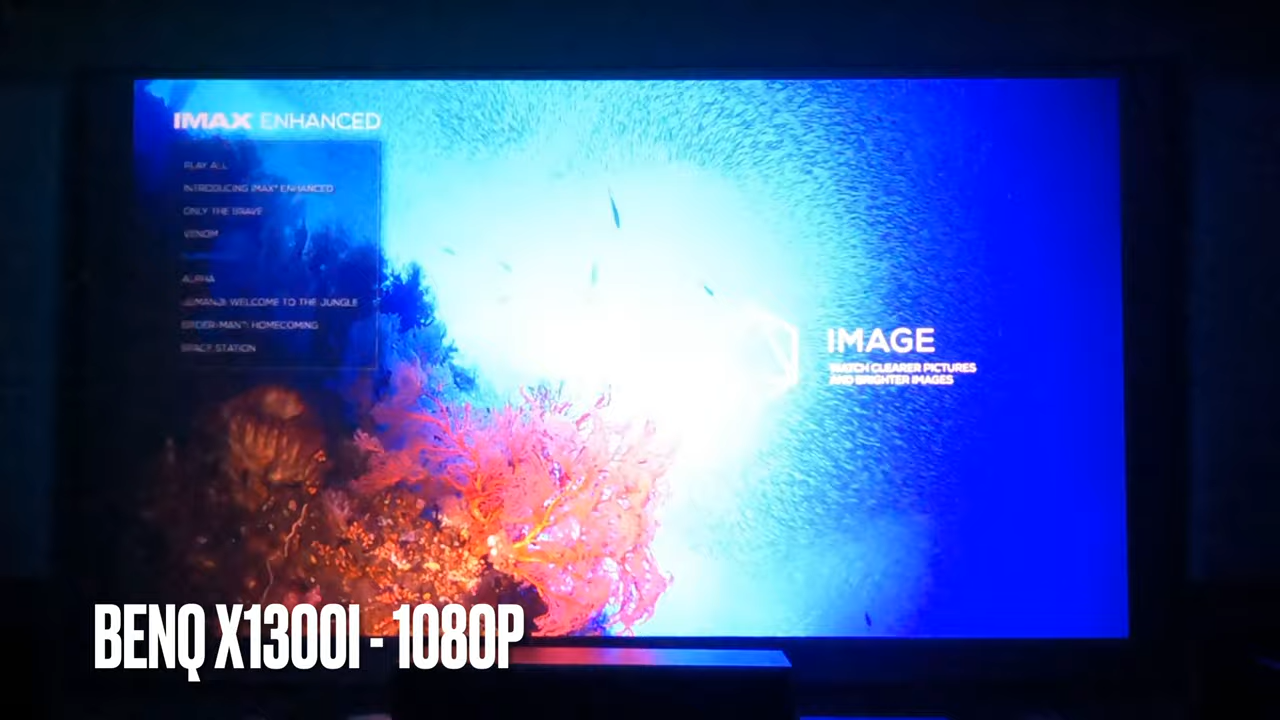 IMAX ENHANCED
PLAY ALL
INTRODUCING IMAX® ENHANCED
ONLY THE BRAVE
VENOM
ALPHA
JUMANJI: WELCOME TO THE JUNGLE
SPIDER-MAN™: HOMECOMING
SPACE STATION
IMAGE
WATCH CLEARER PICTURES
AND BRIGHTER IMAGES
BENQ X1300I - 1080P